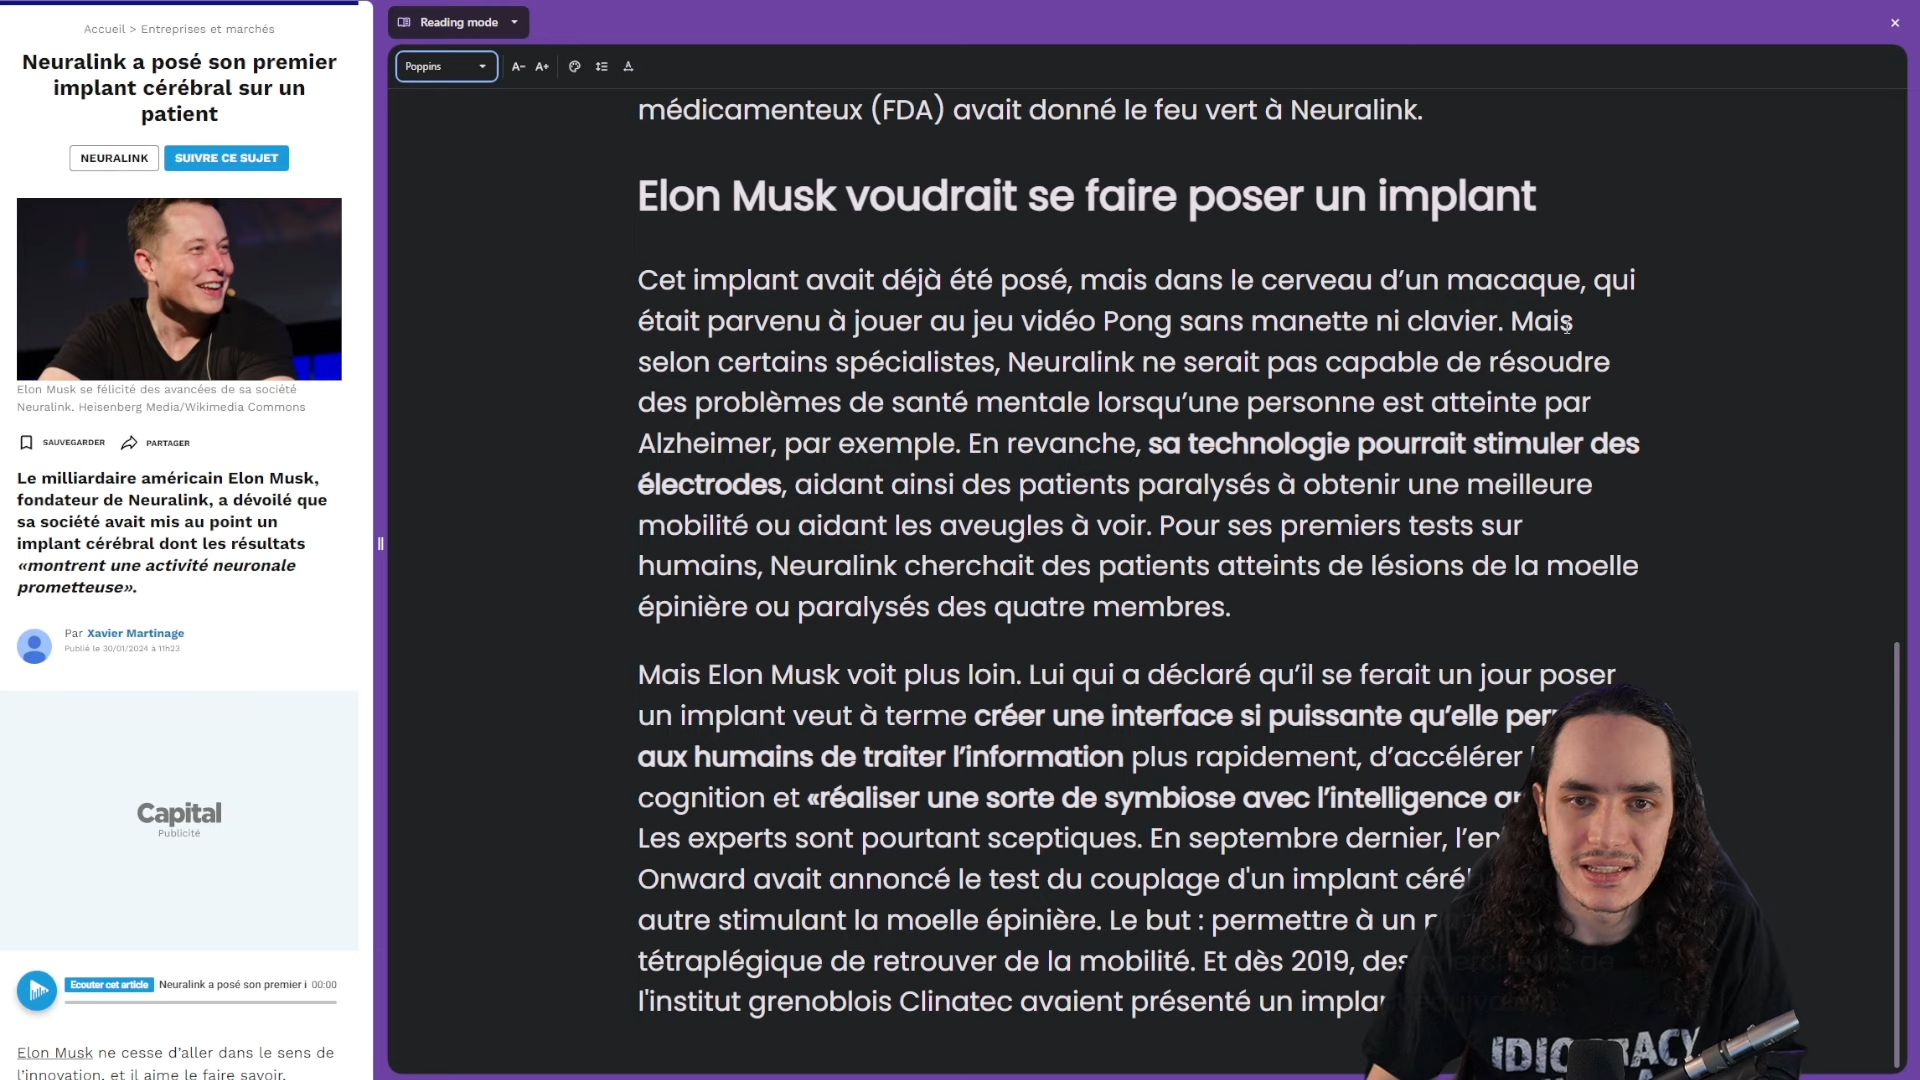 Accueil > Entreprises et marchés
Neuralink a posé son premier
implant cérébral sur un
patient
NEURALINK
SUIVRE CE SUJET
Elon Musk se félicité des avancées de sa société
Neuralink. Heisenberg Media/Wikimedia Commons
SAUVEGARDER
PARTAGER
Le milliardaire américain Elon Musk,
fondateur de Neuralink, a dévoilé que
sa société avait mis au point un
implant cérébral dont les résultats
«montrent une activité neuronale
prometteuse».
Par Xavier Martinage
Publié le 30/01/2024 à 11h23
Capital
Publicité
Ecouter cet article
Neuralink a posé son premier i
00:00
Elon Musk ne cesse d’aller dans le sens de
l’innovation, et il aime le faire savoir.
Reading mode
Poppins
A-
A+
médicamenteux (FDA) avait donné le feu vert à Neuralink.
Elon Musk voudrait se faire poser un implant
Cet implant avait déjà été posé, mais dans le cerveau d’un macaque, qui
était parvenu à jouer au jeu vidéo Pong sans manette ni clavier. Mais
selon certains spécialistes, Neuralink ne serait pas capable de résoudre
des problèmes de santé mentale lorsqu’une personne est atteinte par
Alzheimer, par exemple. En revanche, sa technologie pourrait stimuler des
électrodes, aidant ainsi des patients paralysés à obtenir une meilleure
mobilité ou aidant les aveugles à voir. Pour ses premiers tests sur
humains, Neuralink cherchait des patients atteints de lésions de la moelle
épinière ou paralysés des quatre membres.
Mais Elon Musk voit plus loin. Lui qui a déclaré qu’il se ferait un jour poser
un implant veut à terme créer une interface si puissante qu’elle
aux humains de traiter l’information plus rapidement, d’accélérer
cognition et «réaliser une sorte de symbiose avec l’intelligence
Les experts sont pourtant sceptiques. En septembre dernier,
Onward avait annoncé le test du couplage d'un implant
autre stimulant la moelle épinière. Le but : permettre à un
tétraplégique de retrouver de la mobilité. Et dès 2019, des
l'institut grenoblois Clinatec avaient présenté un